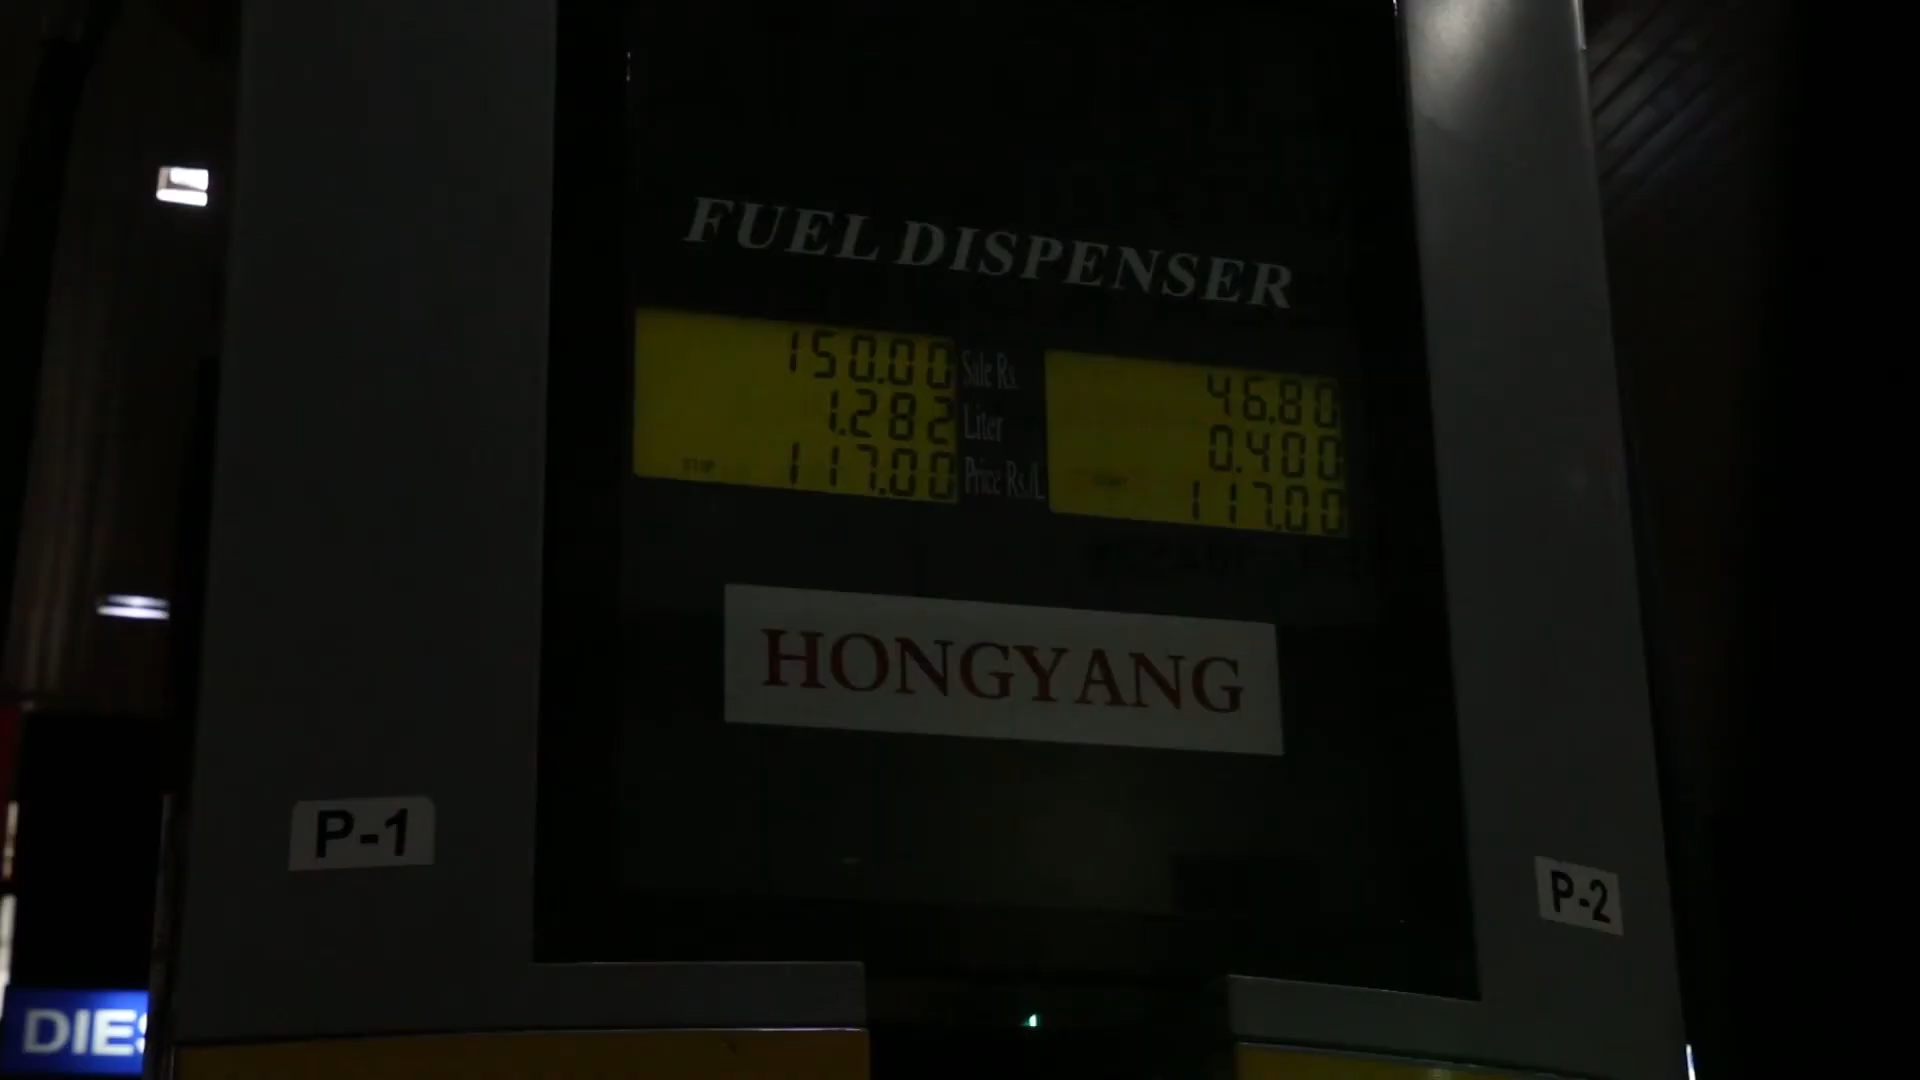 FUEL DISPENSER
150.00 Sale Rs. 46.80
1.282 Liter 0.400
STOP 117.00 Price Rs./L 117.00
HONGYANG
P-1
P-2
DIES